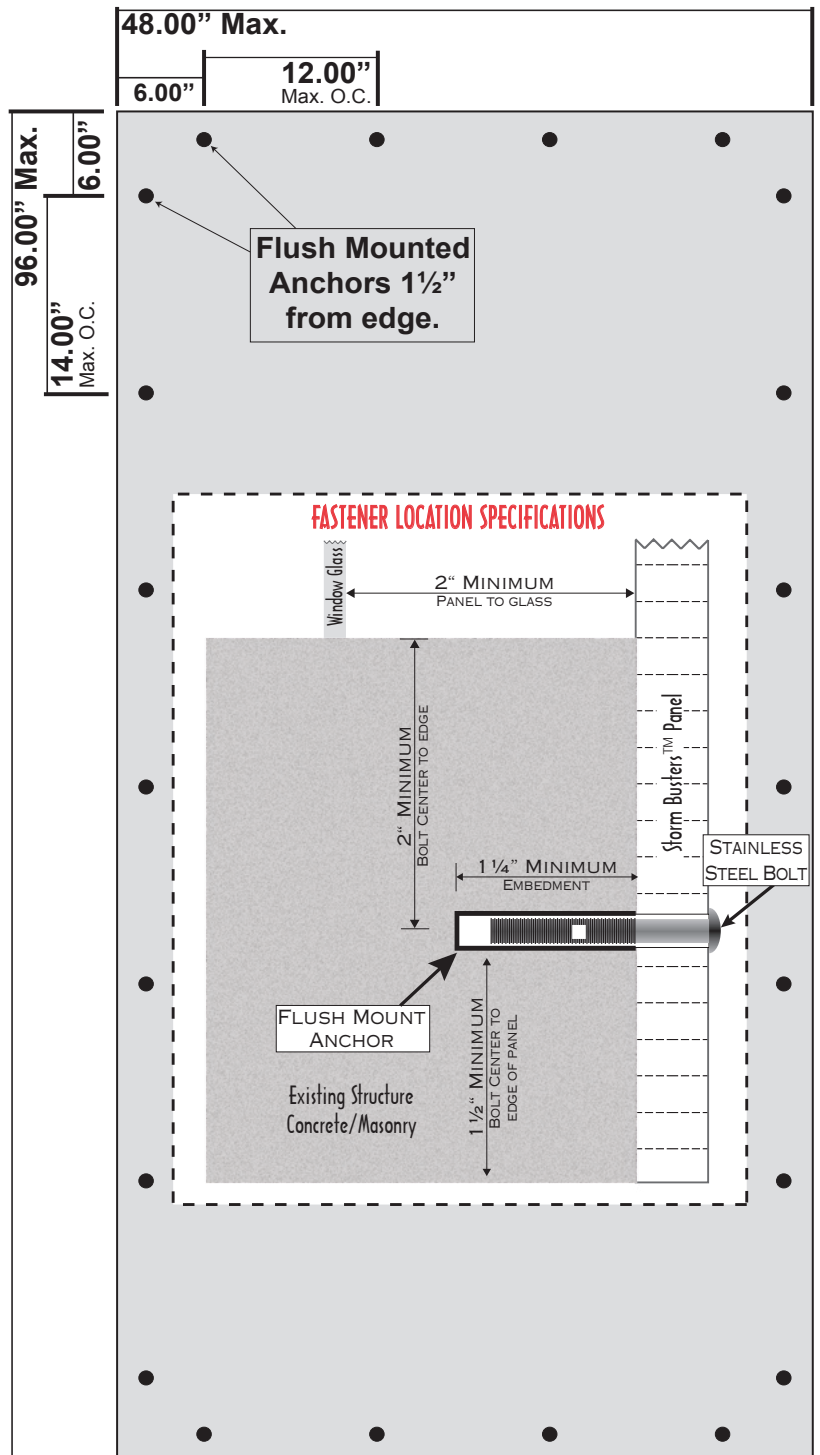 48.00” Max.
12.00”
6.00”
Max. O.C.
96.00” Max.
6.00”
14.00”
Max. O.C.
Flush Mounted
Anchors 1½”
from edge.
FASTENER LOCATION SPECIFICATIONS
Window Glass
2“ MINIMUM
PANEL TO GLASS
2“ MINIMUM
BOLT CENTER TO EDGE
Storm Busters™ Panel
STAINLESS
STEEL BOLT
1¼” MINIMUM
EMBEDMENT
FLUSH MOUNT
ANCHOR
1½” MINIMUM
BOLT CENTER TO
EDGE OF PANEL
Existing Structure
Concrete/Masonry